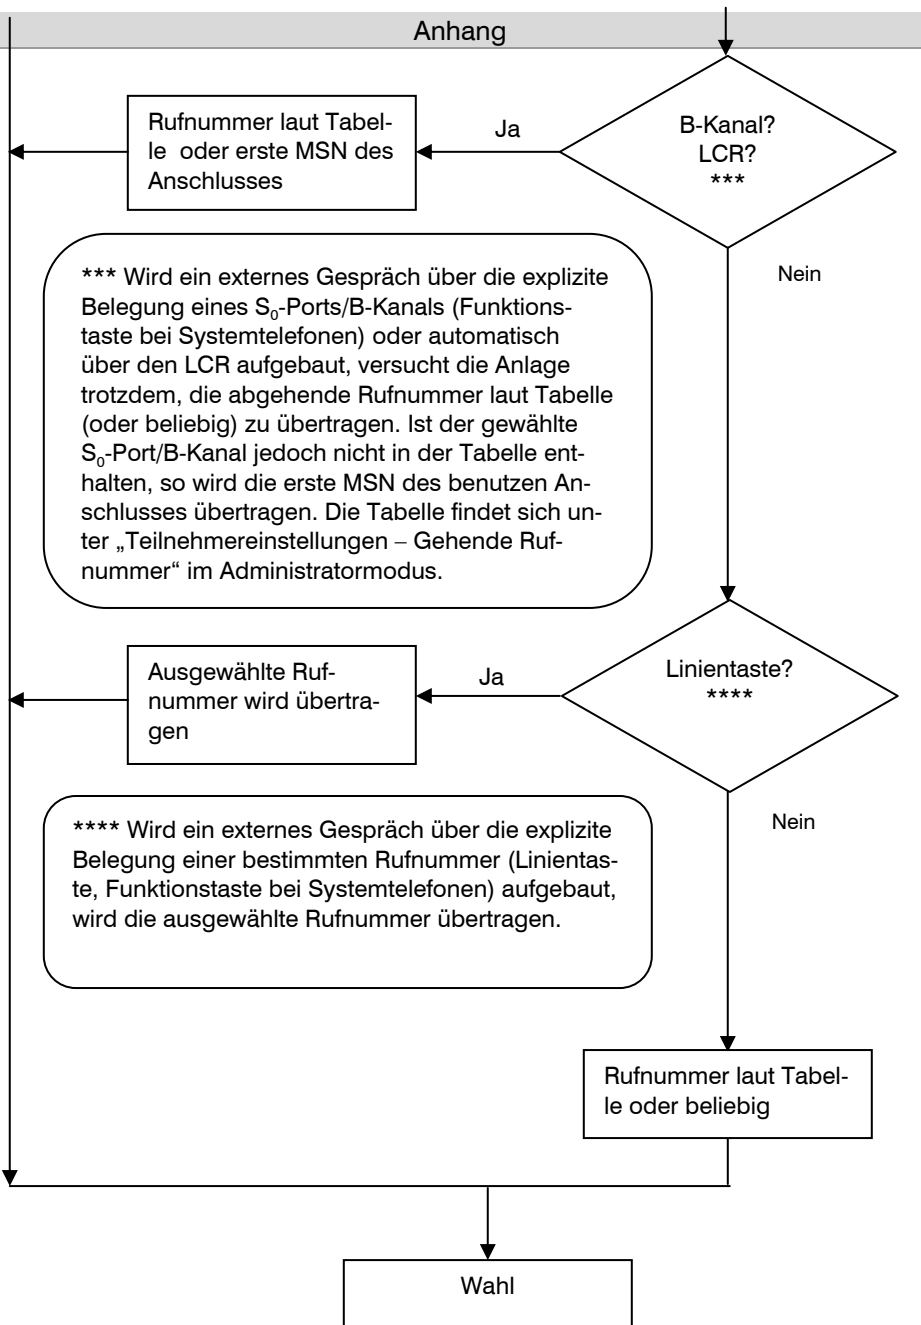 Anhang
B-Kanal?
LCR?
***
Ja
Rufnummer laut Tabel-
le oder erste MSN des
Anschlusses
Nein
*** Wird ein externes Gespräch über die explizite
Belegung eines S₀-Ports/B-Kanals (Funktions-
taste bei Systemtelefonen) oder automatisch
über den LCR aufgebaut, versucht die Anlage
trotzdem, die abgehende Rufnummer laut Tabelle
(oder beliebig) zu übertragen. Ist der gewählte
S₀-Port/B-Kanal jedoch nicht in der Tabelle ent-
halten, so wird die erste MSN des benutzen An-
schlusses übertragen. Die Tabelle findet sich un-
ter „Teilnehmereinstellungen – Gehende Ruf-
nummer“ im Administratormodus.
Linientaste?
****
Ja
Ausgewählte Ruf-
nummer wird übertra-
gen
Nein
**** Wird ein externes Gespräch über die explizite
Belegung einer bestimmten Rufnummer (Linientas-
te, Funktionstaste bei Systemtelefonen) aufgebaut,
wird die ausgewählte Rufnummer übertragen.
Rufnummer laut Tabel-
le oder beliebig
Wahl